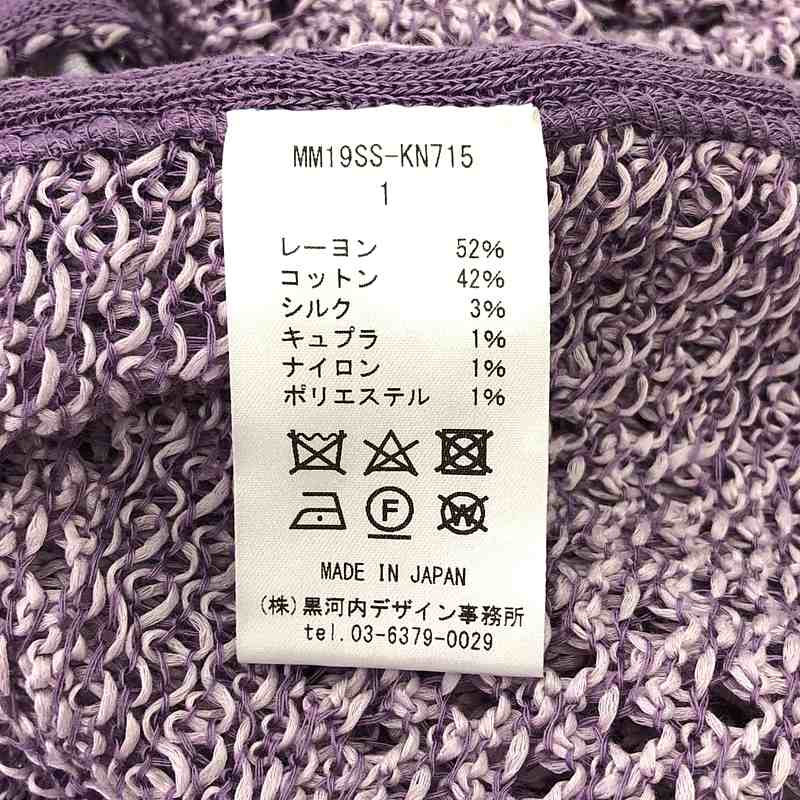 MM19SS-KN715
1
レーヨン 52%
コットン 42%
シルク 3%
キュプラ 1%
ナイロン 1%
ポリエステル 1%
F W
MADE IN JAPAN
(株)黒河内デザイン事務所
tel.03-6379-0029